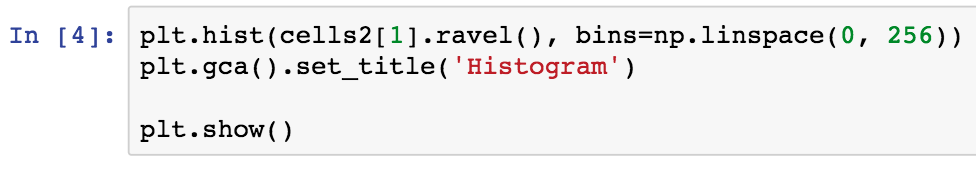 In [4]: plt.hist(cells2[1].ravel(), bins=np.linspace(0, 256))
plt.gca().set_title('Histogram')
plt.show()